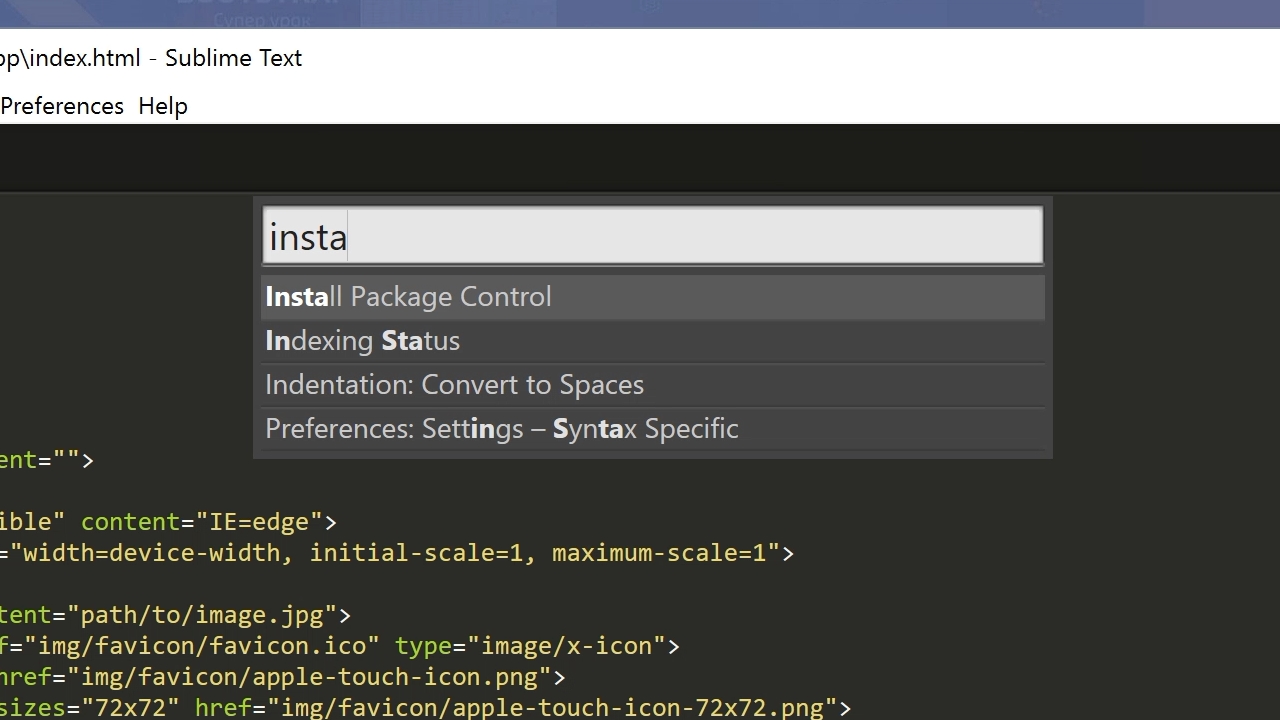 Супер урок
pp\index.html - Sublime Text
Preferences Help
insta
Install Package Control
Indexing Status
Indentation: Convert to Spaces
Preferences: Settings – Syntax Specific
ent="">
ible" content="IE=edge">
="width=device-width, initial-scale=1, maximum-scale=1">
tent="path/to/image.jpg">
f="img/favicon/favicon.ico" type="image/x-icon">
href="img/favicon/apple-touch-icon.png">
sizes="72x72" href="img/favicon/apple-touch-icon-72x72.png">